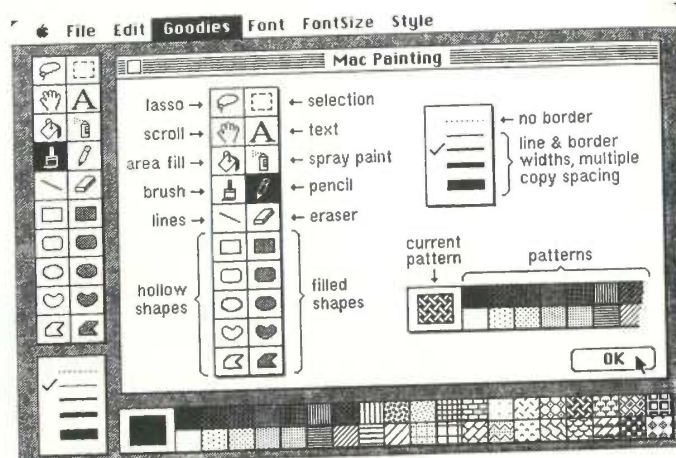 File Edit Goodies Font FontSize Style
Mac Painting
lasso → ← selection
scroll → A ← text
area fill → ← spray paint
brush → ← pencil
lines → ← eraser
hollow
shapes
filled
shapes
← no border
line & border
widths, multiple
copy spacing
current
pattern
patterns
OK
A